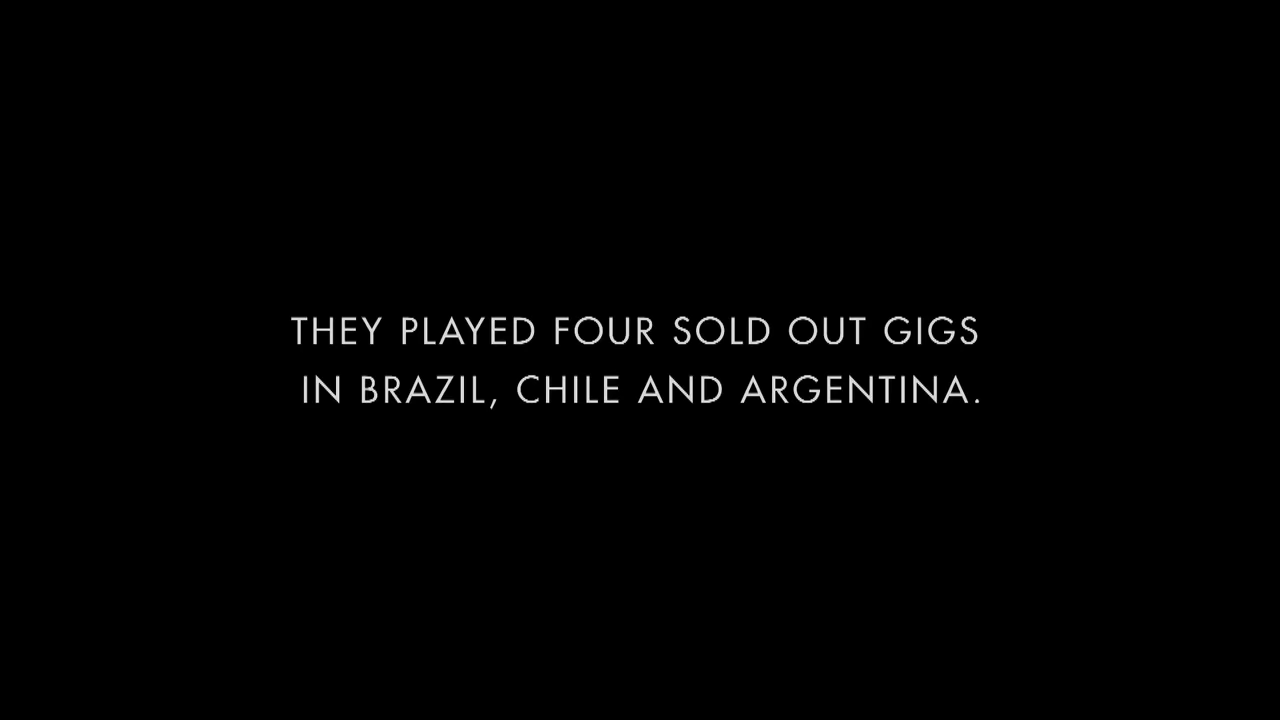 THEY PLAYED FOUR SOLD OUT GIGS
IN BRAZIL, CHILE AND ARGENTINA.